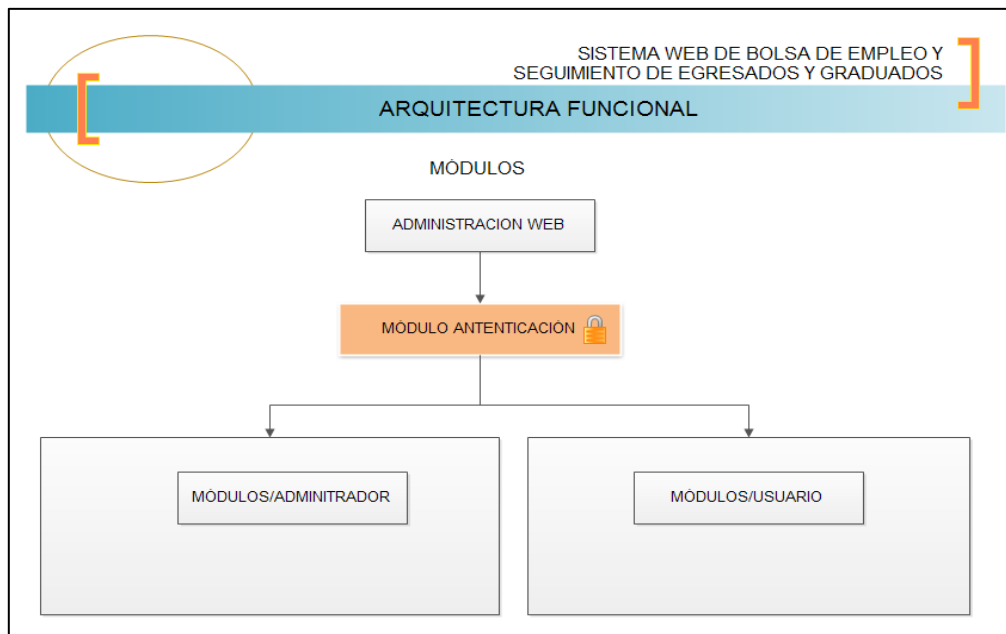 SISTEMA WEB DE BOLSA DE EMPLEO Y
SEGUIMIENTO DE EGRESADOS Y GRADUADOS
ARQUITECTURA FUNCIONAL
MÓDULOS
ADMINISTRACION WEB
MÓDULO ANTENTICACIÓN
MÓDULOS/ADMINITRADOR
MÓDULOS/USUARIO